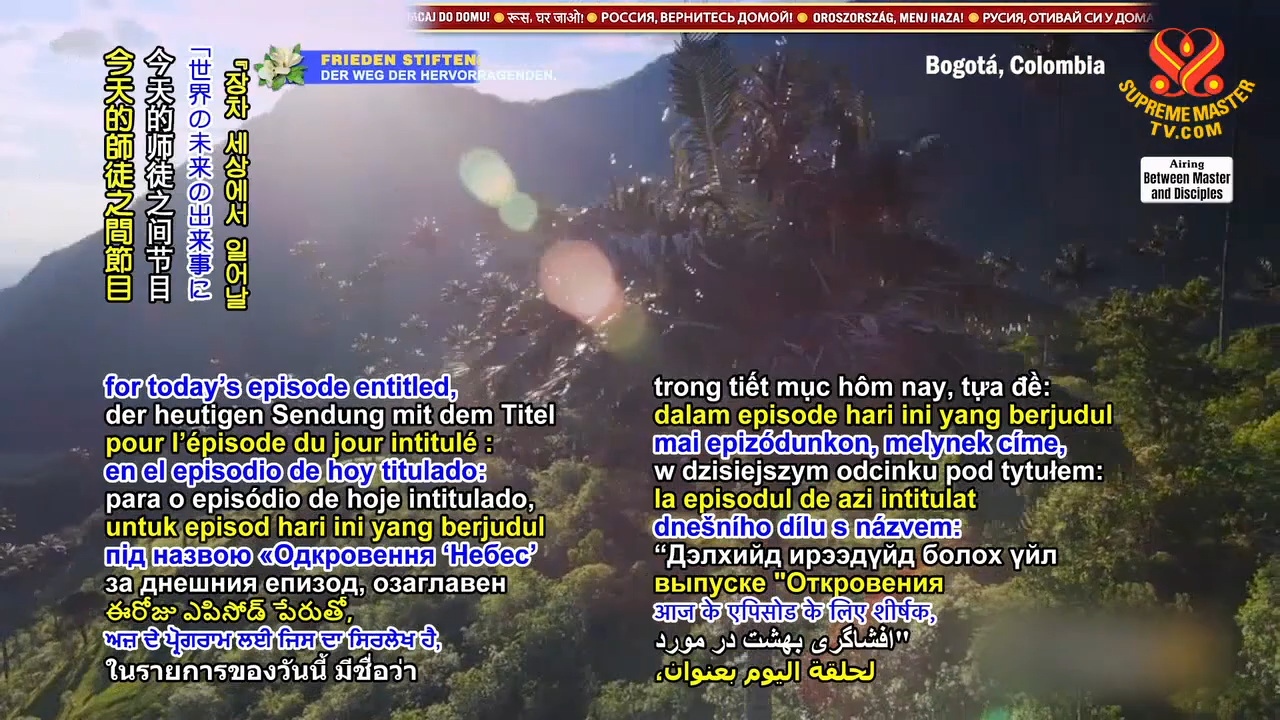 DO DOMU! ● रूस, घर जाओ! ● РОССИЯ, ВЕРНИТЕСЬ ДОМОЙ! ● OROSZORSZÁG, MENJ HAZA! ● РУСИЯ, ОТИВАЙ СИ У ДОМА
FRIEDEN STIFTEN:
DER WEG DER HERVORRAGENDEN.
Bogotá, Colombia
SUPREME MASTER
TV.COM
Airing
Between Master
and Disciples
『장차 세상에서 일어날
「世界の未来の出来事に
今天的师徒之间节目
今天的師徒之間節目
for today’s episode entitled,
der heutigen Sendung mit dem Titel
pour l’épisode du jour intitulé :
en el episodio de hoy titulado:
para o episódio de hoje intitulado,
untuk episod hari ini yang berjudul
під назвою «Одкровення ‘Небес’
за днешния епизод, озаглавен
ఈరోజు ఎపిసోడ్ పేరుతో,
ਅਜ਼ ਦੇ ਪ੍ਰੋਗਰਾਮ ਲਈ ਜਿਸ ਦਾ ਸਿਰਲੇਖ ਹੈ,
ในรายการของวันนี้ มีชื่อว่า
trong tiết mục hôm nay, tựa đề:
dalam episode hari ini yang berjudul
mai epizódunkon, melynek címe,
w dzisiejszym odcinku pod tytułem:
la episodul de azi intitulat
dnešního dílu s názvem:
“Дэлхийд ирээдүйд болох үйл
выпуске "Откровения
आज के एपिसोड के लिए शीर्षक,
"افشاگری بهشت در مورد
لحلقة اليوم بعنوان،